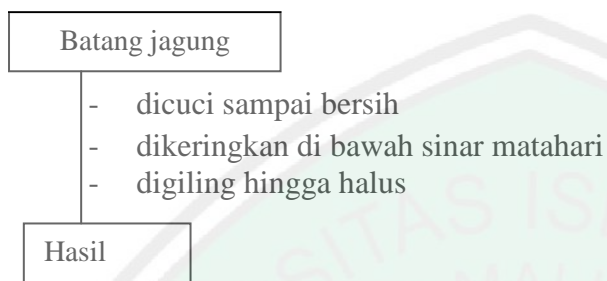 Batang jagung
- dicuci sampai bersih
- dikeringkan di bawah sinar matahari
- digiling hingga halus
Hasil